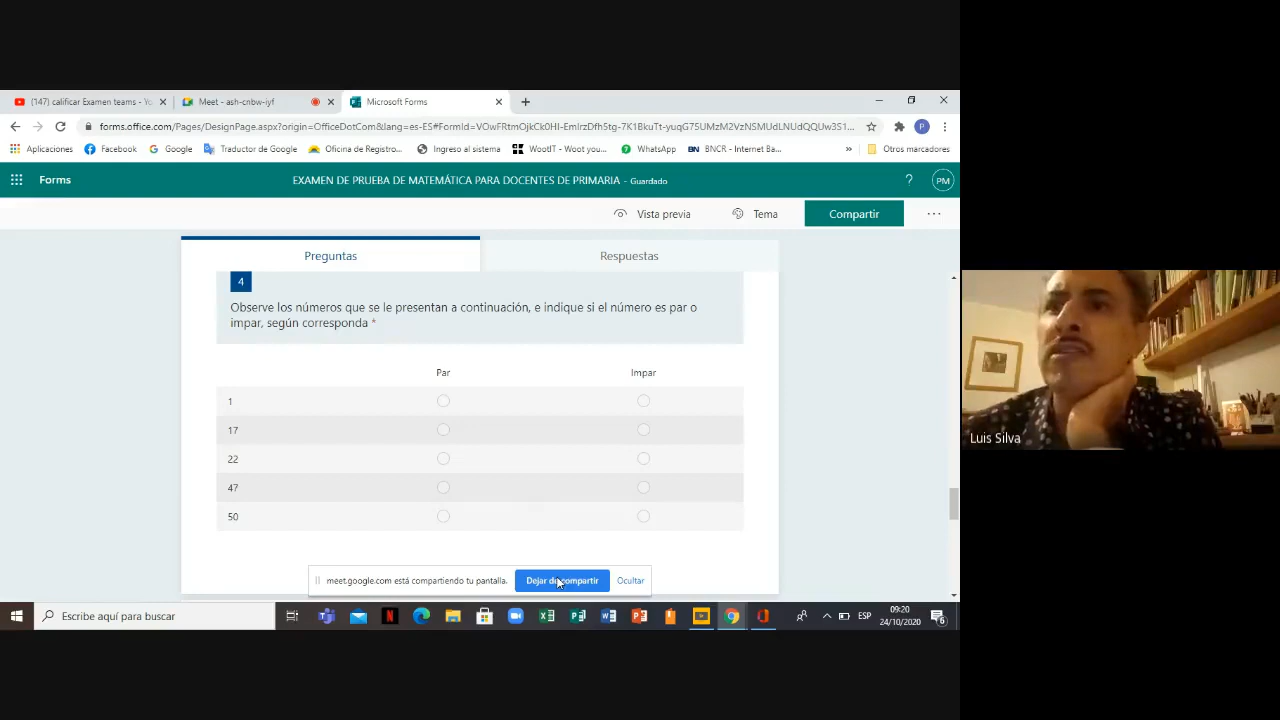 (147) calificar Examen teams - Yo
Meet - ash-cnbw-iyf
Microsoft Forms
forms.office.com/Pages/DesignPage.aspx?origin=OfficeDotCom&lang=es-ES#FormId=
Aplicaciones
Facebook
Google
Traductor de Google
Oficina de Registro...
Ingreso al sistema
WootIT - Woot you...
WhatsApp
BN BNCR - Internet Ba...
»
Otros marcadores
Forms
EXAMEN DE PRUEBA DE MATEMÁTICA PARA DOCENTES DE PRIMARIA - Guardado
?
PM
Vista previa
Tema
Compartir
...
Preguntas
Respuestas
4
Observe los números que se le presentan a continuación, e indique si el número es par o
impar, según corresponda *
Par
Impar
1
17
22
47
50
meet.google.com está compartiendo tu pantalla.
Dejar de compartir
Ocultar
Luis Silva
Escribe aquí para buscar
ESP
09:20
24/10/2020
6